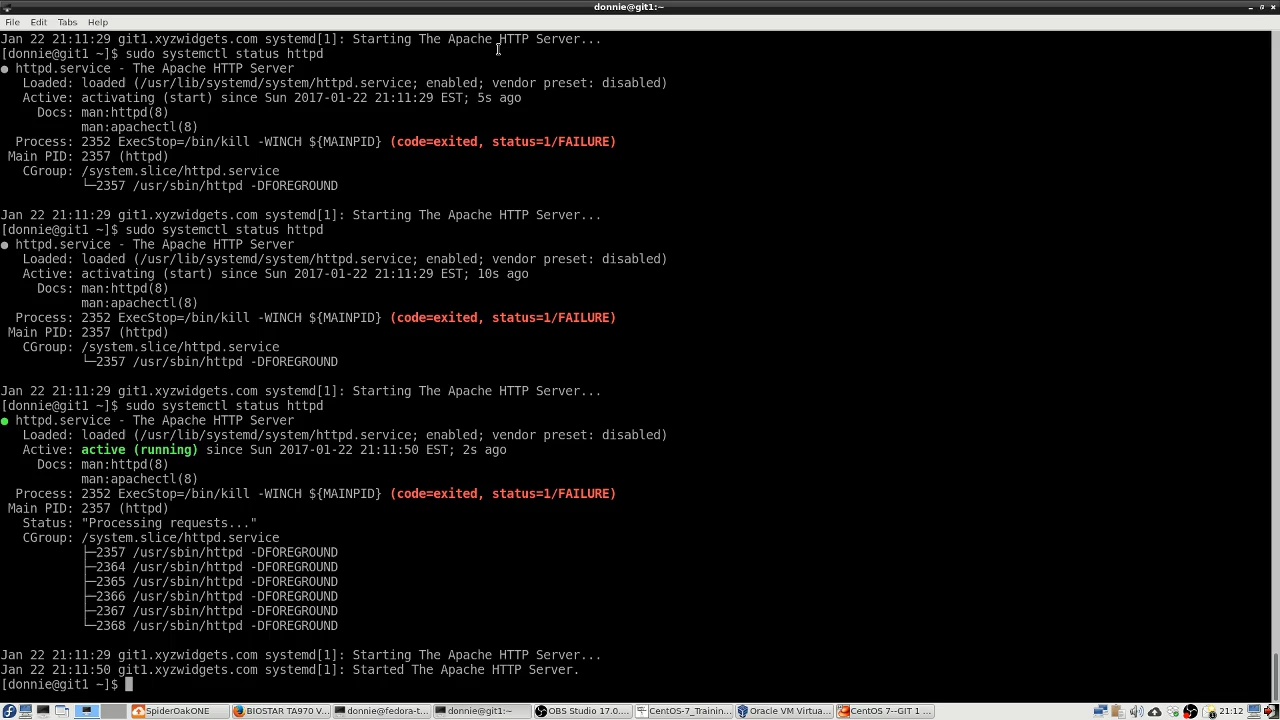 donnie@git1:~
File Edit Tabs Help
Jan 22 21:11:29 git1.xyzwidgets.com systemd[1]: Starting The Apache HTTP Server...
[donnie@git1 ~]$ sudo systemctl status httpd
● httpd.service - The Apache HTTP Server
   Loaded: loaded (/usr/lib/systemd/system/httpd.service; enabled; vendor preset: disabled)
   Active: activating (start) since Sun 2017-01-22 21:11:29 EST; 5s ago
     Docs: man:httpd(8)
           man:apachectl(8)
  Process: 2352 ExecStop=/bin/kill -WINCH ${MAINPID} (code=exited, status=1/FAILURE)
 Main PID: 2357 (httpd)
   CGroup: /system.slice/httpd.service
           └─2357 /usr/sbin/httpd -DFOREGROUND
Jan 22 21:11:29 git1.xyzwidgets.com systemd[1]: Starting The Apache HTTP Server...
[donnie@git1 ~]$ sudo systemctl status httpd
● httpd.service - The Apache HTTP Server
   Loaded: loaded (/usr/lib/systemd/system/httpd.service; enabled; vendor preset: disabled)
   Active: activating (start) since Sun 2017-01-22 21:11:29 EST; 10s ago
     Docs: man:httpd(8)
           man:apachectl(8)
  Process: 2352 ExecStop=/bin/kill -WINCH ${MAINPID} (code=exited, status=1/FAILURE)
 Main PID: 2357 (httpd)
   CGroup: /system.slice/httpd.service
           └─2357 /usr/sbin/httpd -DFOREGROUND
Jan 22 21:11:29 git1.xyzwidgets.com systemd[1]: Starting The Apache HTTP Server...
[donnie@git1 ~]$ sudo systemctl status httpd
● httpd.service - The Apache HTTP Server
   Loaded: loaded (/usr/lib/systemd/system/httpd.service; enabled; vendor preset: disabled)
   Active: active (running) since Sun 2017-01-22 21:11:50 EST; 2s ago
     Docs: man:httpd(8)
           man:apachectl(8)
  Process: 2352 ExecStop=/bin/kill -WINCH ${MAINPID} (code=exited, status=1/FAILURE)
 Main PID: 2357 (httpd)
   Status: "Processing requests..."
   CGroup: /system.slice/httpd.service
           ├─2357 /usr/sbin/httpd -DFOREGROUND
           ├─2364 /usr/sbin/httpd -DFOREGROUND
           ├─2365 /usr/sbin/httpd -DFOREGROUND
           ├─2366 /usr/sbin/httpd -DFOREGROUND
           ├─2367 /usr/sbin/httpd -DFOREGROUND
           └─2368 /usr/sbin/httpd -DFOREGROUND
Jan 22 21:11:29 git1.xyzwidgets.com systemd[1]: Starting The Apache HTTP Server...
Jan 22 21:11:50 git1.xyzwidgets.com systemd[1]: Started The Apache HTTP Server.
[donnie@git1 ~]$
SpiderOakONE BIOSTAR TA970 V... donnie@fedora-t... donnie@git1:~ OBS Studio 17.0.... CentOS-7_Trainin... Oracle VM Virtua... CentOS 7--GIT 1 ... 21:12